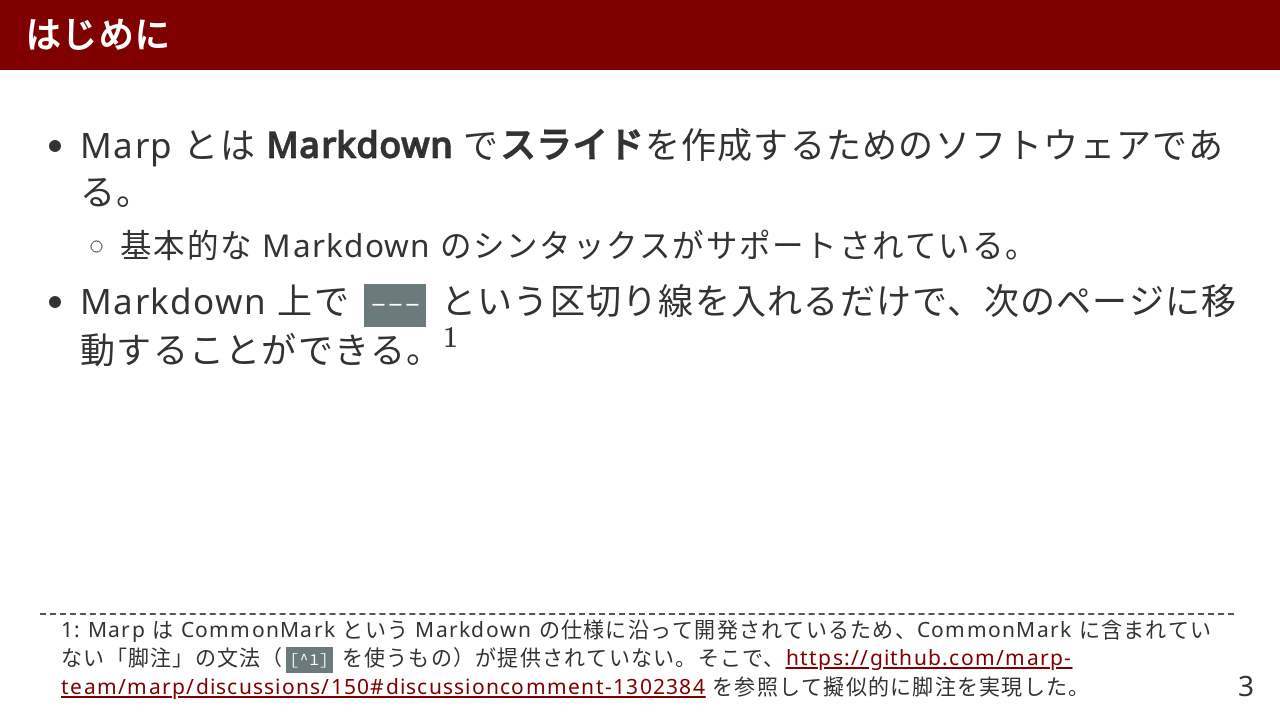 はじめに
• Marp とは Markdown でスライドを作成するためのソフトウェアであ
る。
○ 基本的な Markdown のシンタックスがサポートされている。
• Markdown 上で --- という区切り線を入れるだけで、次のページに移
動することができる。1
1: Marp は CommonMark という Markdown の仕様に沿って開発されているため、CommonMark に含まれてい
ない「脚注」の文法（ [^1] を使うもの）が提供されていない。そこで、https://github.com/marp-
team/marp/discussions/150#discussioncomment-1302384 を参照して擬似的に脚注を実現した。
3